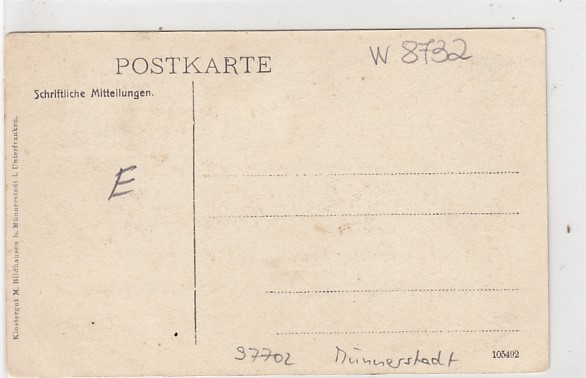 W 8732
POSTKARTE
Schriftliche Mitteilungen.
Klostergut M. Bildhausen b. Münnerstadt i. Unterfranken.
E
97702 Münnerstadt
105492